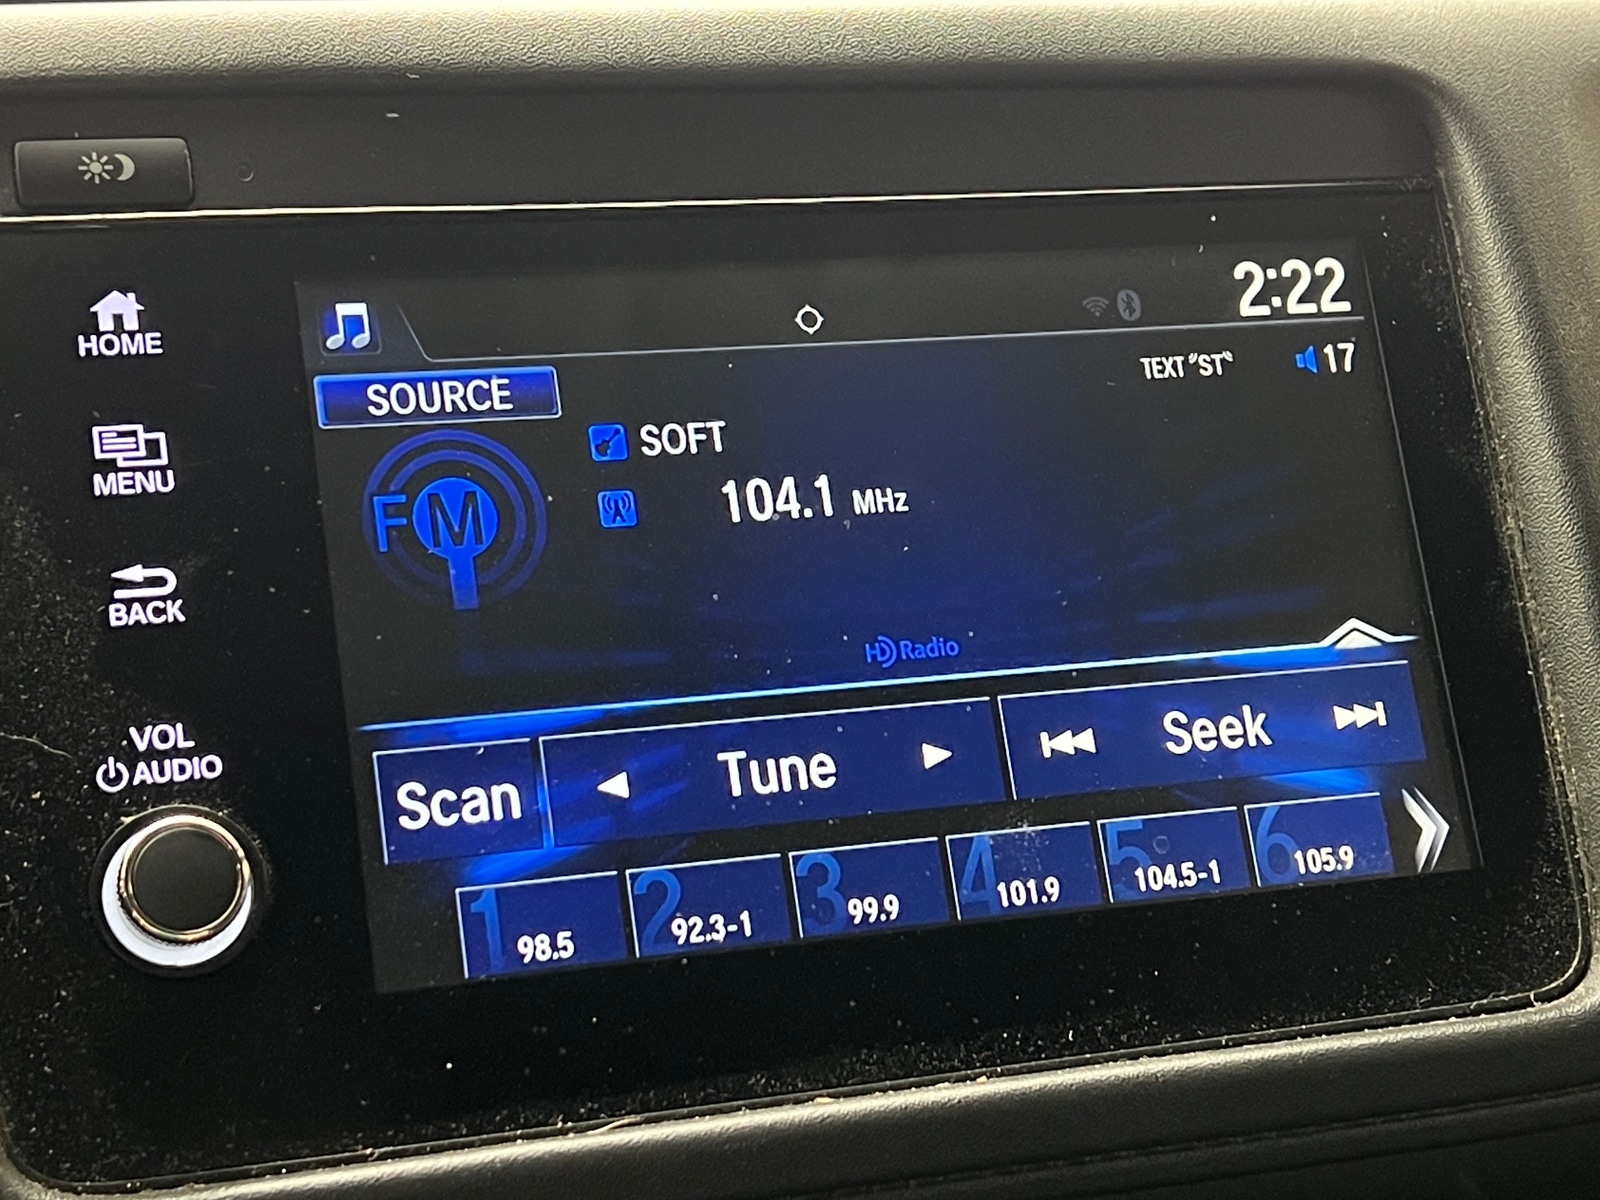 2:22
HOME
SOURCE
TEXT "ST"
17
SOFT
FM
104.1 MHz
MENU
BACK
HD Radio
VOL
AUDIO
Scan
Tune
Seek
1 98.5
2 92.3-1
3 99.9
4 101.9
5 104.5-1
6 105.9